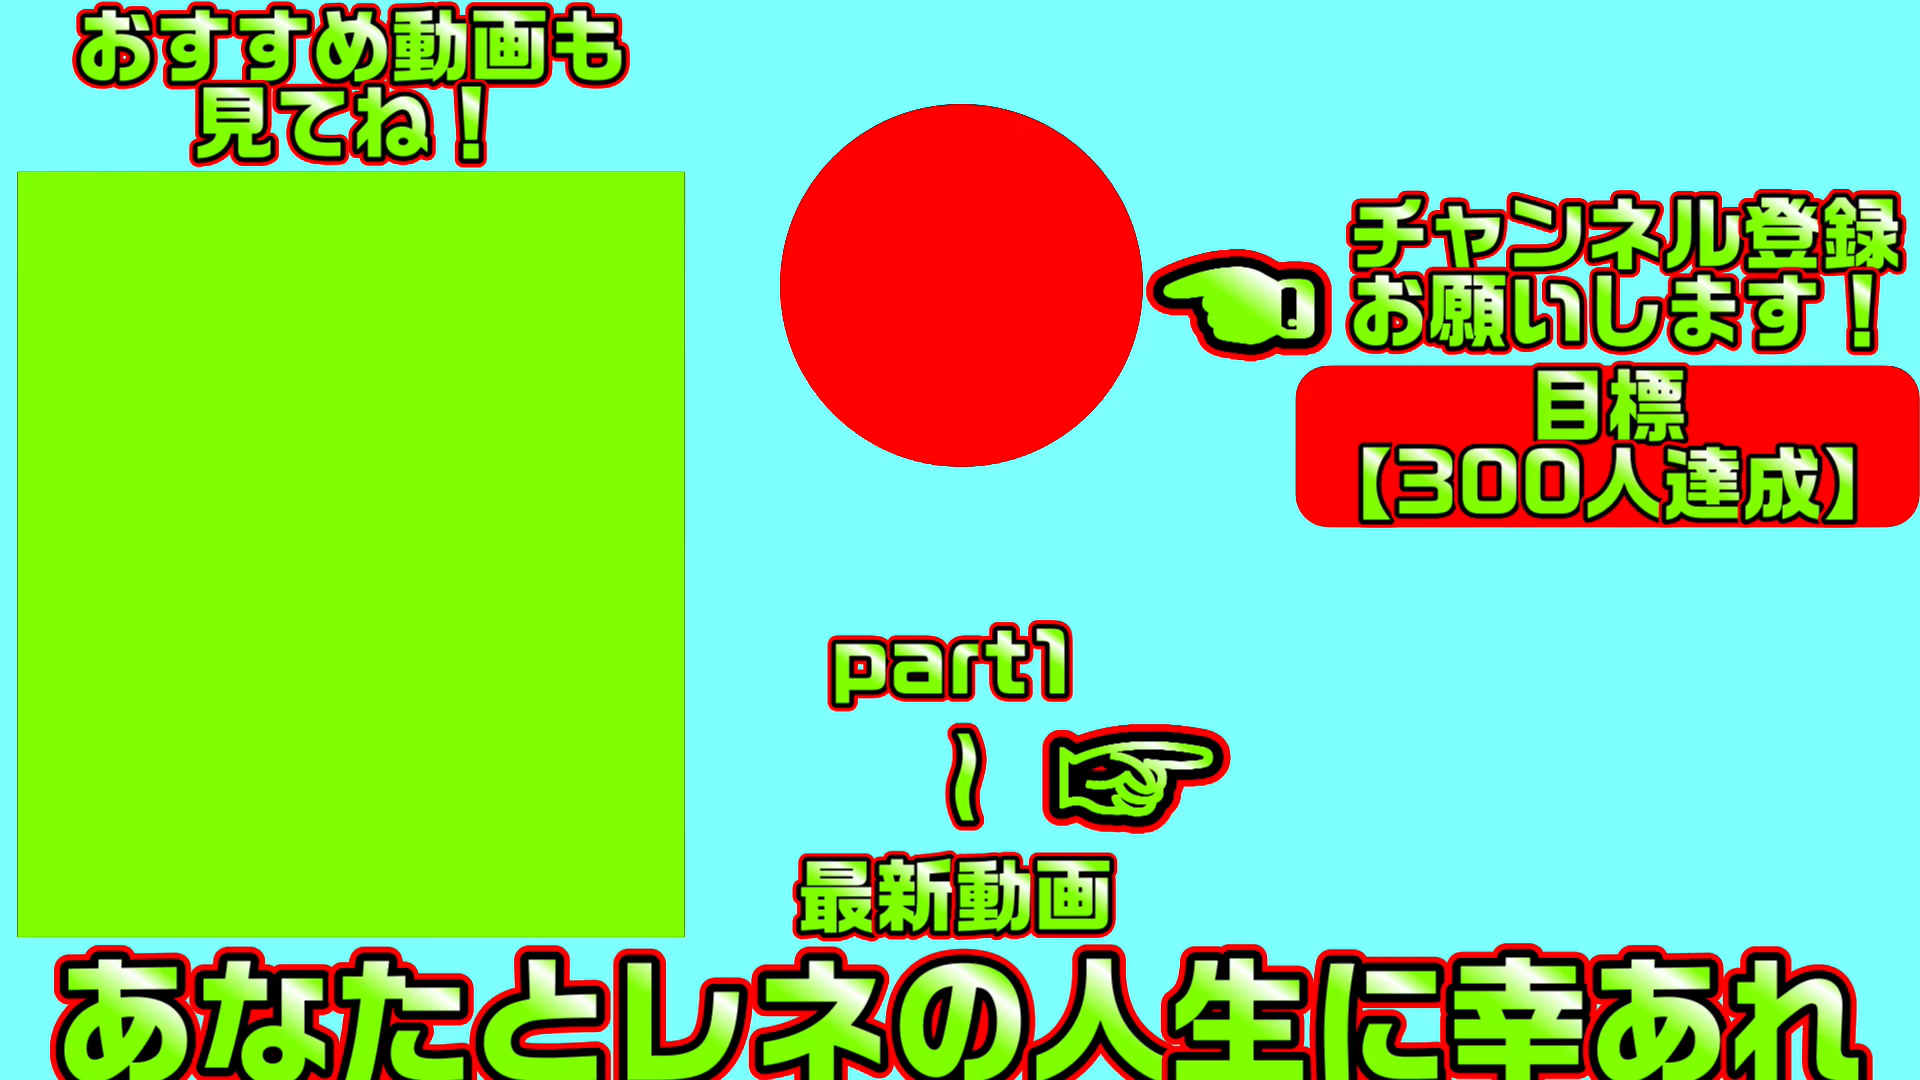 おすすめ動画も
見てね！
チャンネル登録
お願いします！
目標
【300人達成】
part1
～
最新動画
あなたとレネの人生に幸あれ